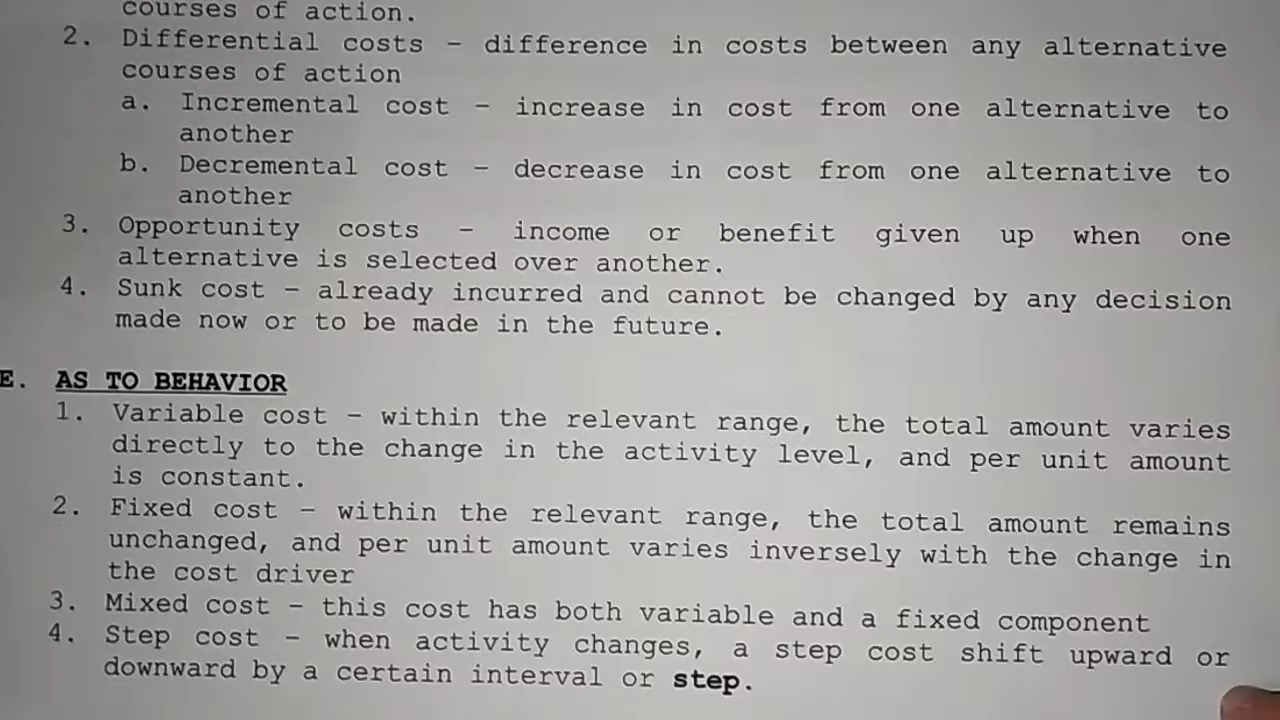 courses of action.
2. Differential costs – difference in costs between any alternative
courses of action
a. Incremental cost – increase in cost from one alternative to
another
b. Decremental cost – decrease in cost from one alternative to
another
3. Opportunity costs – income or benefit given up when one
alternative is selected over another.
4. Sunk cost – already incurred and cannot be changed by any decision
made now or to be made in the future.
E. AS TO BEHAVIOR
1. Variable cost – within the relevant range, the total amount varies
directly to the change in the activity level, and per unit amount
is constant.
2. Fixed cost – within the relevant range, the total amount remains
unchanged, and per unit amount varies inversely with the change in
the cost driver
3. Mixed cost – this cost has both variable and a fixed component
4. Step cost – when activity changes, a step cost shift upward or
downward by a certain interval or step.